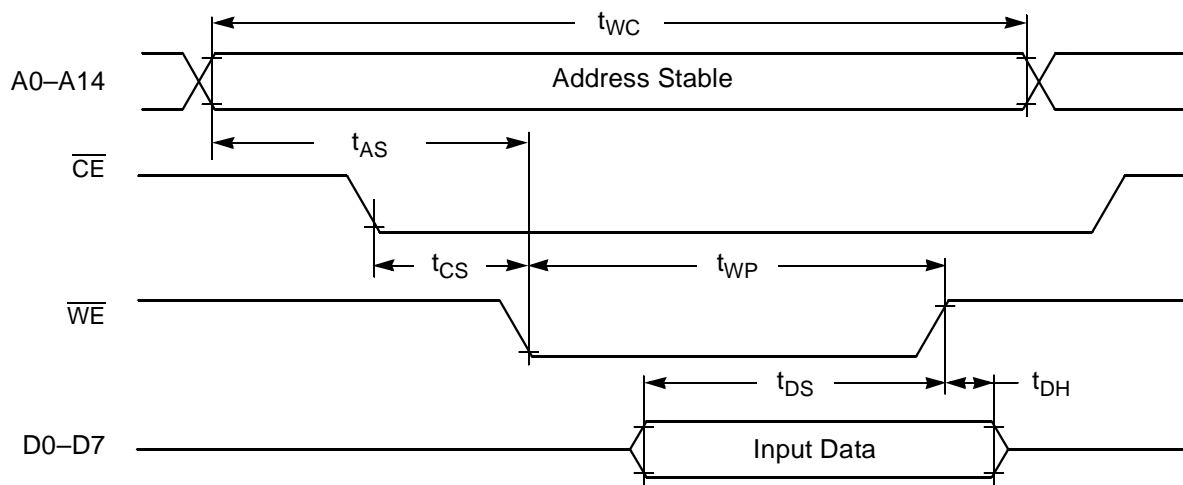 tWC
A0–A14
Address Stable
tAS
CE
tCS
tWP
WE
tDS
tDH
D0–D7
Input Data